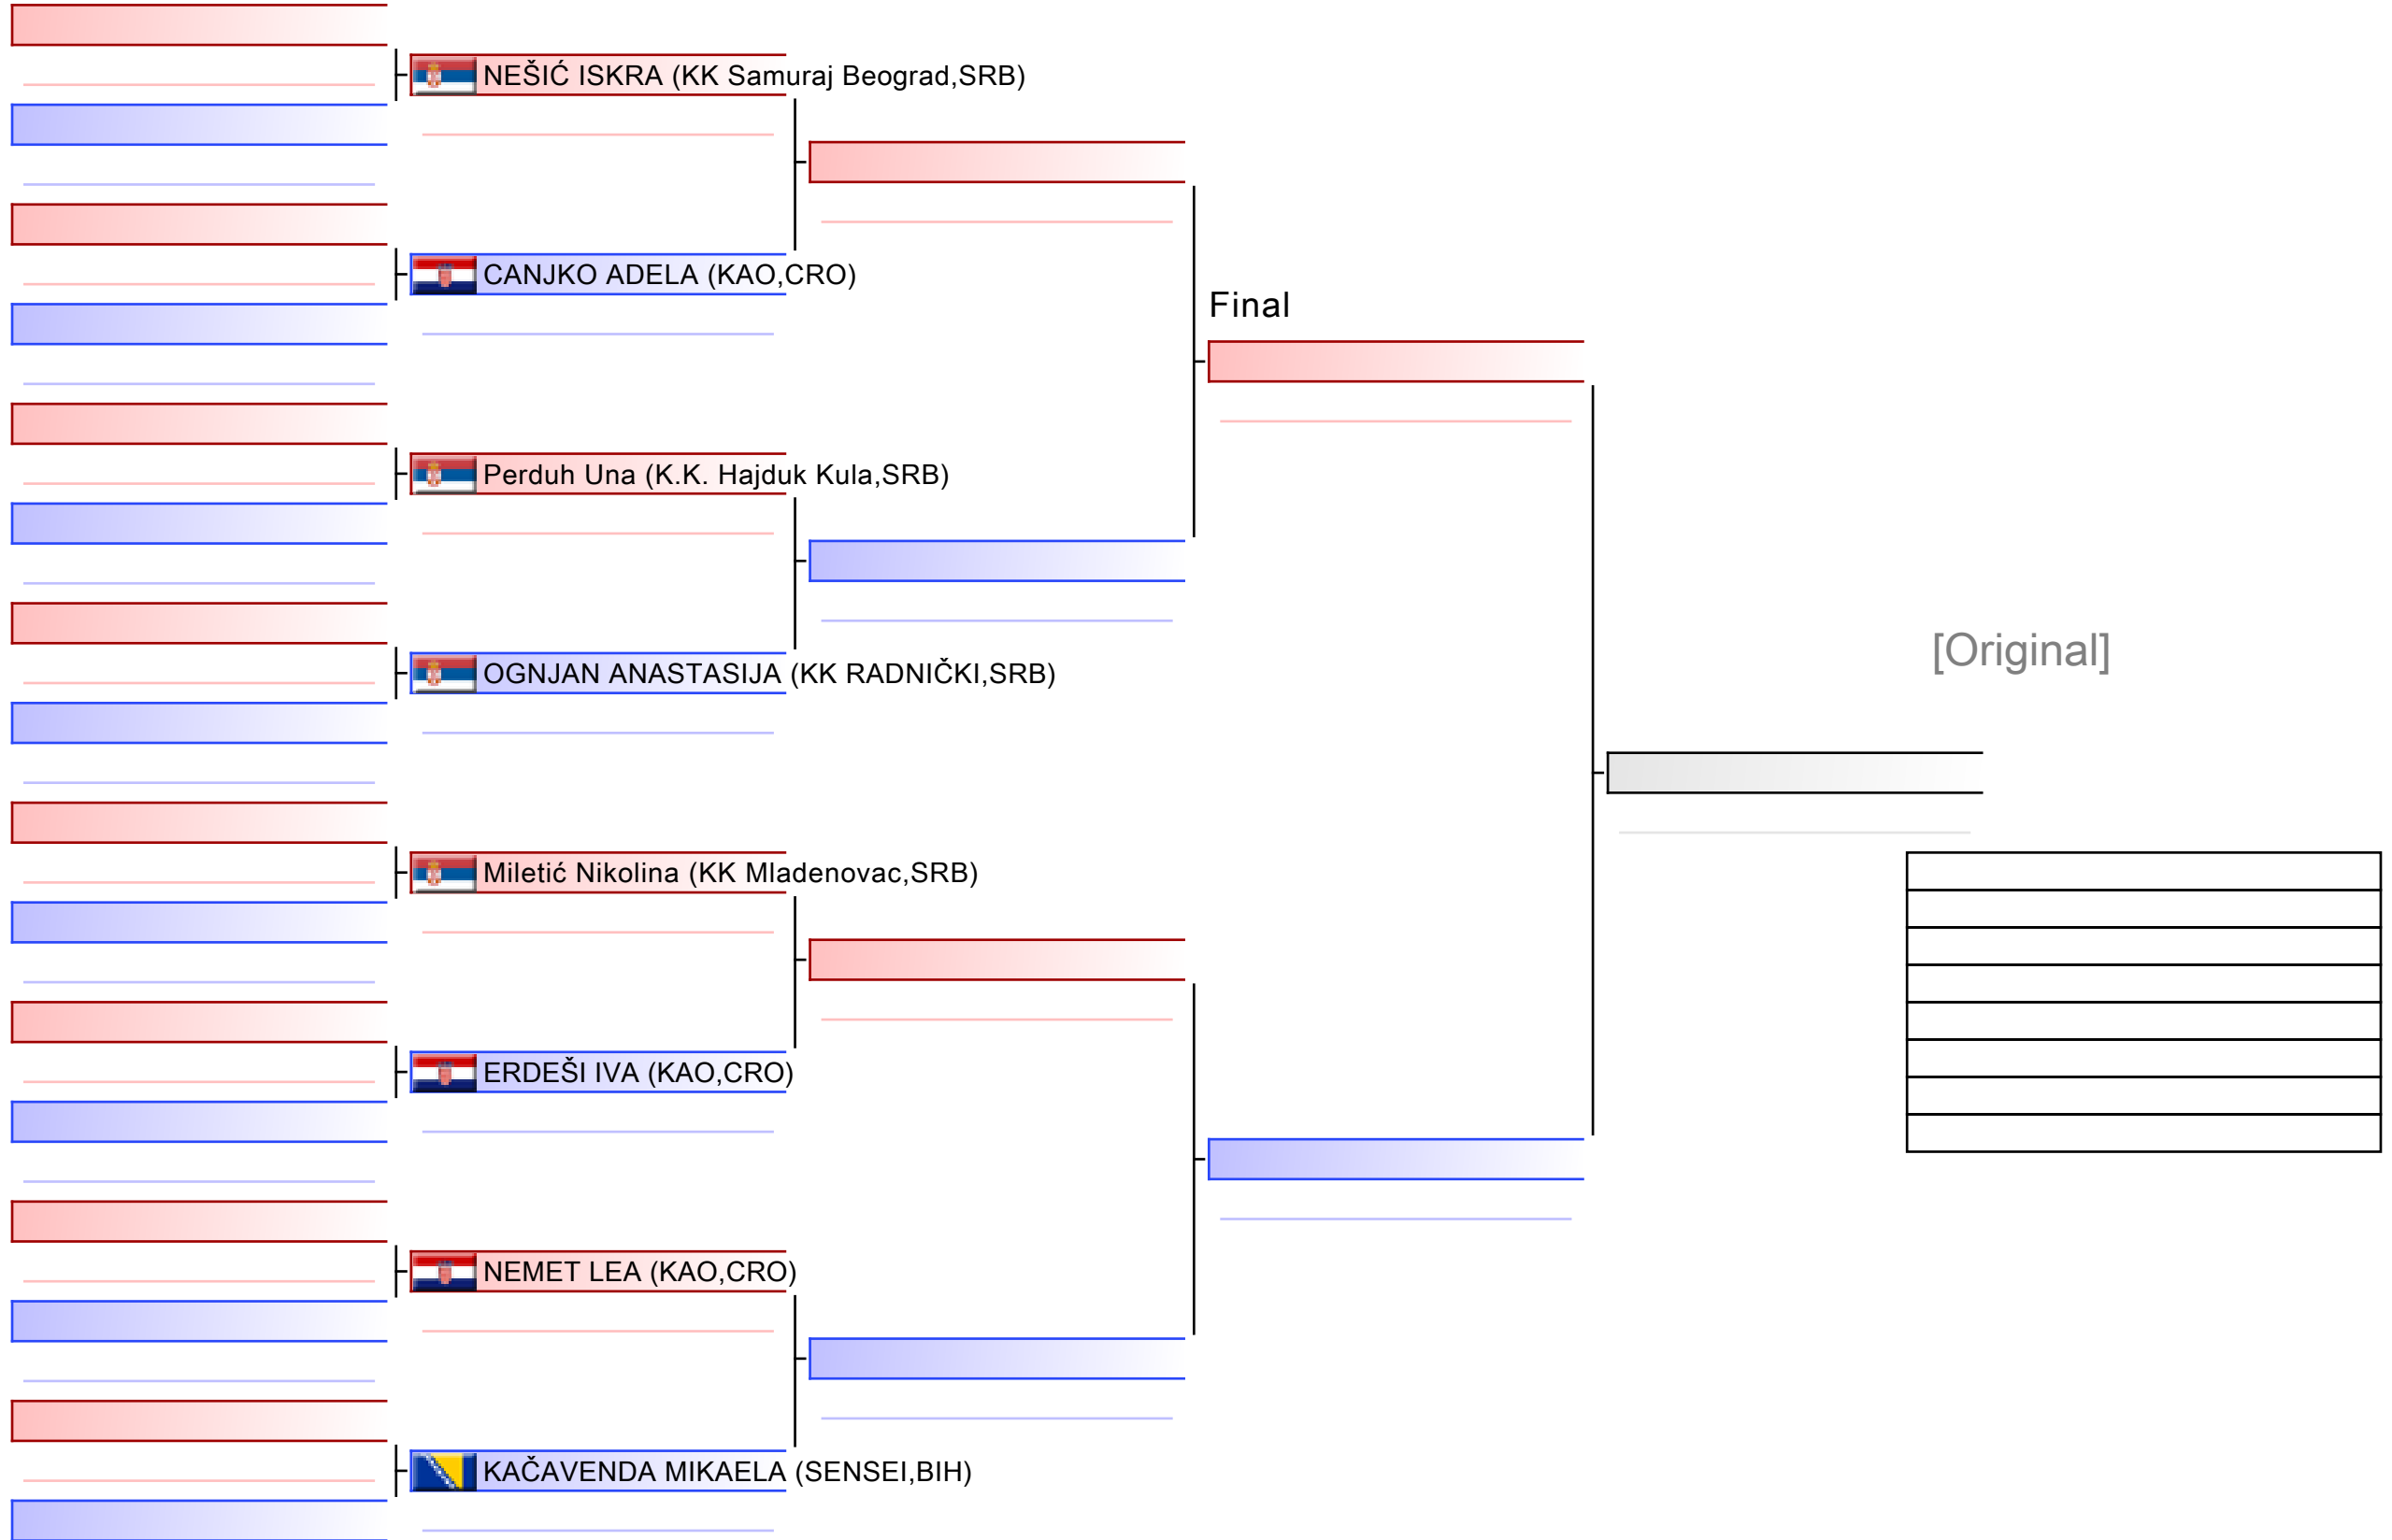 NEŠIĆ ISKRA (KK Samuraj Beograd,SRB)
CANJKO ADELA (KAO,CRO)
Final
Perduh Una (K.K. Hajduk Kula,SRB)
OGNJAN ANASTASIJA (KK RADNIČKI,SRB)
[Original]
Miletić Nikolina (KK Mladenovac,SRB)
ERDEŠI IVA (KAO,CRO)
NEMET LEA (KAO,CRO)
KAČAVENDA MIKAELA (SENSEI,BIH)